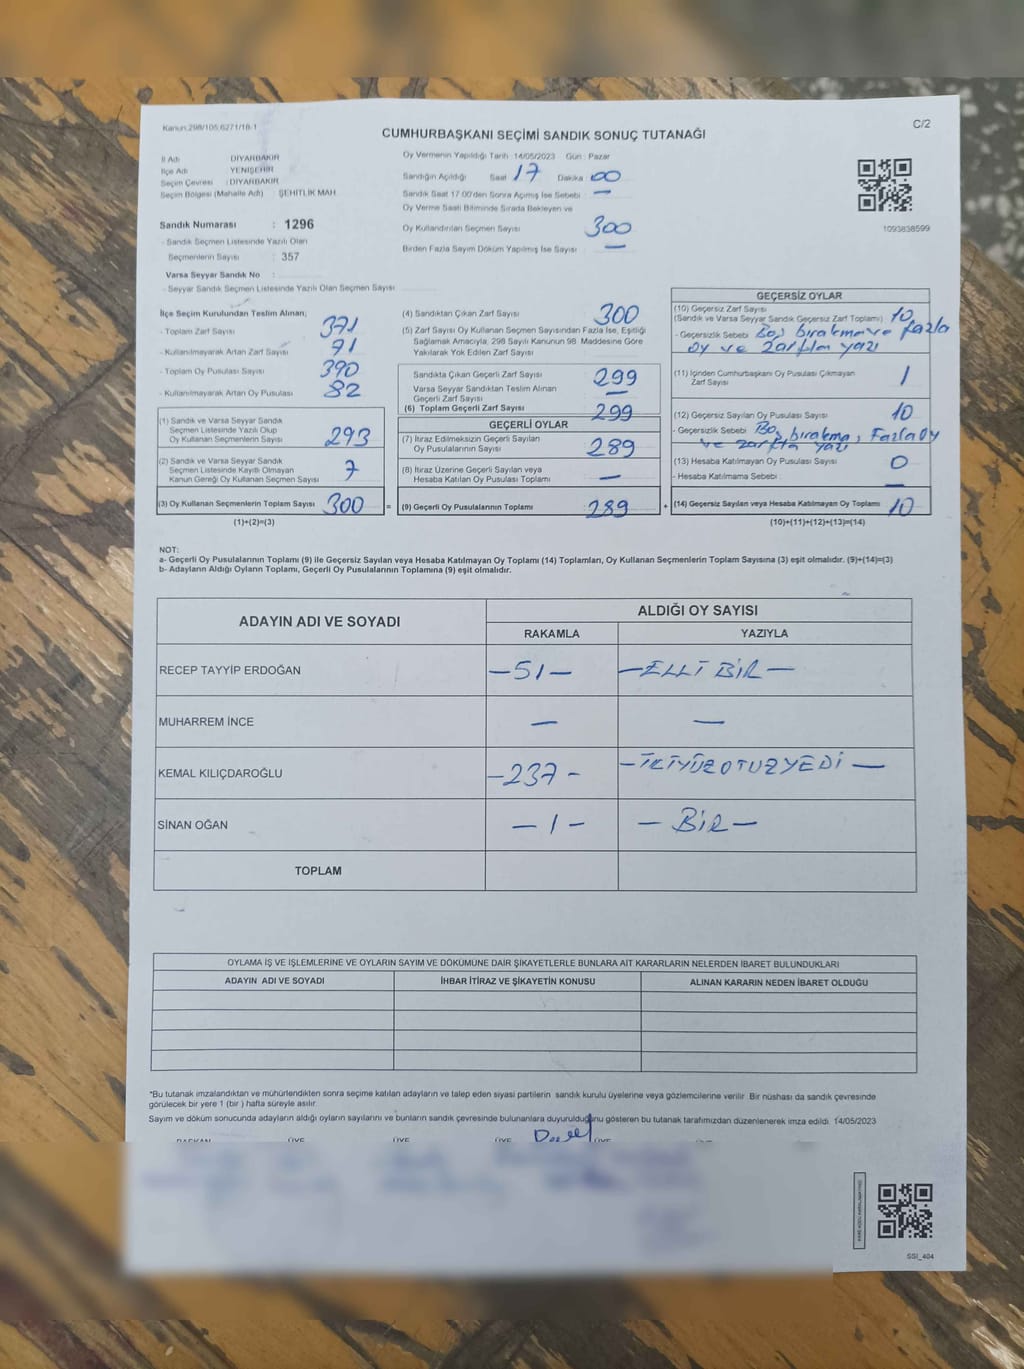 Kanun:298/105,6271/18-1
C/2
CUMHURBAŞKANI SEÇİMİ SANDIK SONUÇ TUTANAĞI
İl Adı : DİYARBAKIR
İlçe Adı : YENİŞEHİR
Seçim Çevresi : DİYARBAKIR
Seçim Bölgesi (Mahalle Adı) : ŞEHİTLİK MAH.
Sandık Numarası : 1296
- Sandık Seçmen Listesinde Yazılı Olan
Seçmenlerin Sayısı : 357
Varsa Seyyar Sandık No :
- Seyyar Sandık Seçmen Listesinde Yazılı Olan Seçmen Sayısı
Oy Vermenin Yapıldığı Tarih : 14/05/2023 Gün : Pazar
Sandığın Açıldığı Saat : 17 Dakika : 00
Sandık Saat 17.00'den Sonra Açılmış İse Sebebi : —
Oy Verme Saati Bitiminde Sırada Bekleyen ve
Oy Kullandırılan Seçmen Sayısı : 300
Birden Fazla Sayım Döküm Yapılmış İse Sayısı : —
1093838599
İlçe Seçim Kurulundan Teslim Alınan;
- Toplam Zarf Sayısı 371
- Kullanılmayarak Artan Zarf Sayısı 71
- Toplam Oy Pusulası Sayısı 390
- Kullanılmayarak Artan Oy Pusulası 82
(1) Sandık ve Varsa Seyyar Sandık
Seçmen Listesinde Yazılı Olup
Oy Kullanan Seçmenlerin Sayısı 293
(2) Sandık ve Varsa Seyyar Sandık
Seçmen Listesinde Kayıtlı Olmayan
Kanun Gereği Oy Kullanan Seçmen Sayısı 7
(3) Oy Kullanan Seçmenlerin Toplam Sayısı 300 =
(1)+(2)=(3)
(4) Sandıktan Çıkan Zarf Sayısı 300
(5) Zarf Sayısı Oy Kullanan Seçmen Sayısından Fazla İse, Eşitliği
Sağlamak Amacıyla, 298 Sayılı Kanunun 98. Maddesine Göre
Yakılarak Yok Edilen Zarf Sayısı
Sandıkta Çıkan Geçerli Zarf Sayısı 299
Varsa Seyyar Sandıktan Teslim Alınan
Geçerli Zarf Sayısı —
(6) Toplam Geçerli Zarf Sayısı 299
GEÇERLİ OYLAR
(7) İtiraz Edilmeksizin Geçerli Sayılan
Oy Pusulalarının Sayısı 289
(8) İtiraz Üzerine Geçerli Sayılan veya
Hesaba Katılan Oy Pusulası Toplamı —
(9) Geçerli Oy Pusulalarının Toplamı 289 +
GEÇERSİZ OYLAR
(10) Geçersiz Zarf Sayısı
(Sandık ve Varsa Seyyar Sandık Geçersiz Zarf Toplamı) : 10
- Geçersizlik Sebebi : Boş bırakma ve fazla
oy ve zarfta yazı
(11) İçinden Cumhurbaşkanı Oy Pusulası Çıkmayan
Zarf Sayısı 1
(12) Geçersiz Sayılan Oy Pusulası Sayısı 10
- Geçersizlik Sebebi : Boş bırakma, Fazla oy
ve zarfta yazı
(13) Hesaba Katılmayan Oy Pusulası Sayısı 0
- Hesaba Katılmama Sebebi : —
(14) Geçersiz Sayılan veya Hesaba Katılmayan Oy Toplamı 10
(10)+(11)+(12)+(13)=(14)
NOT:
a- Geçerli Oy Pusulalarının Toplamı (9) ile Geçersiz Sayılan veya Hesaba Katılmayan Oy Toplamı (14) Toplamları, Oy Kullanan Seçmenlerin Toplam Sayısına (3) eşit olmalıdır. (9)+(14)=(3)
b- Adayların Aldığı Oyların Toplamı, Geçerli Oy Pusulalarının Toplamına (9) eşit olmalıdır.
ADAYIN ADI VE SOYADI
ALDIĞI OY SAYISI
RAKAMLA YAZIYLA
RECEP TAYYİP ERDOĞAN —51— —ELLİ BİR—
MUHARREM İNCE — —
KEMAL KILIÇDAROĞLU —237— —İKİYÜZOTUZYEDİ—
SİNAN OĞAN —1— —BİR—
TOPLAM
OYLAMA İŞ VE İŞLEMLERİNE VE OYLARIN SAYIM VE DÖKÜMÜNE DAİR ŞİKAYETLERLE BUNLARA AİT KARARLARIN NELERDEN İBARET BULUNDUKLARI
ADAYIN ADI VE SOYADI İHBAR İTİRAZ VE ŞİKAYETİN KONUSU ALINAN KARARIN NEDEN İBARET OLDUĞU
*Bu tutanak imzalandıktan ve mühürlendikten sonra seçime katılan adayların ve talep eden siyasi partilerin sandık kurulu üyelerine veya gözlemcilerine verilir. Bir nüshası da sandık çevresinde
görülecek bir yere 1 (bir ) hafta süreyle asılır.
Sayım ve döküm sonucunda adayların aldığı oyların sayılarını ve bunların sandık çevresinde bulunanlara duyurulduğunu gösteren bu tutanak tarafımızdan düzenlenerek imza edildi. 14/05/2023
BAŞKAN ÜYE ÜYE ÜYE ÜYE
SSI_404